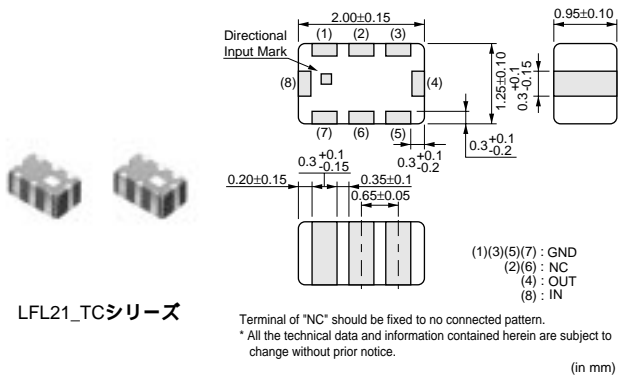 2.00±0.15
0.95±0.10
Directional
Input Mark
(1)
(2)
(3)
(8)
(4)
1.25±0.10
0.3 +0.1 -0.15
(7)
(6)
(5)
0.3 +0.1 -0.2
0.3 +0.1 -0.2
0.3 +0.1 -0.15
0.20±0.15
0.35±0.1
0.65±0.05
(1)(3)(5)(7) : GND
(2)(6) : NC
(4) : OUT
(8) : IN
LFL21_TCシリーズ
Terminal of "NC" should be fixed to no connected pattern.
* All the technical data and information contained herein are subject to
change without prior notice.
(in mm)